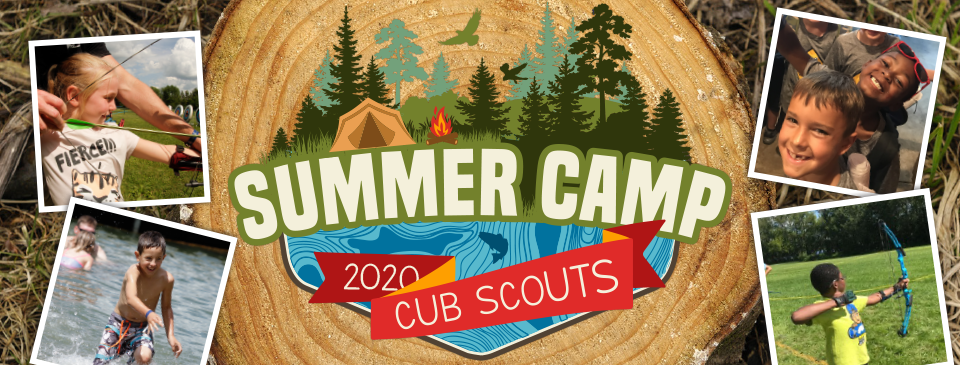 SUMMER CAMP
2020
CUB SCOUTS
FIERCE!!